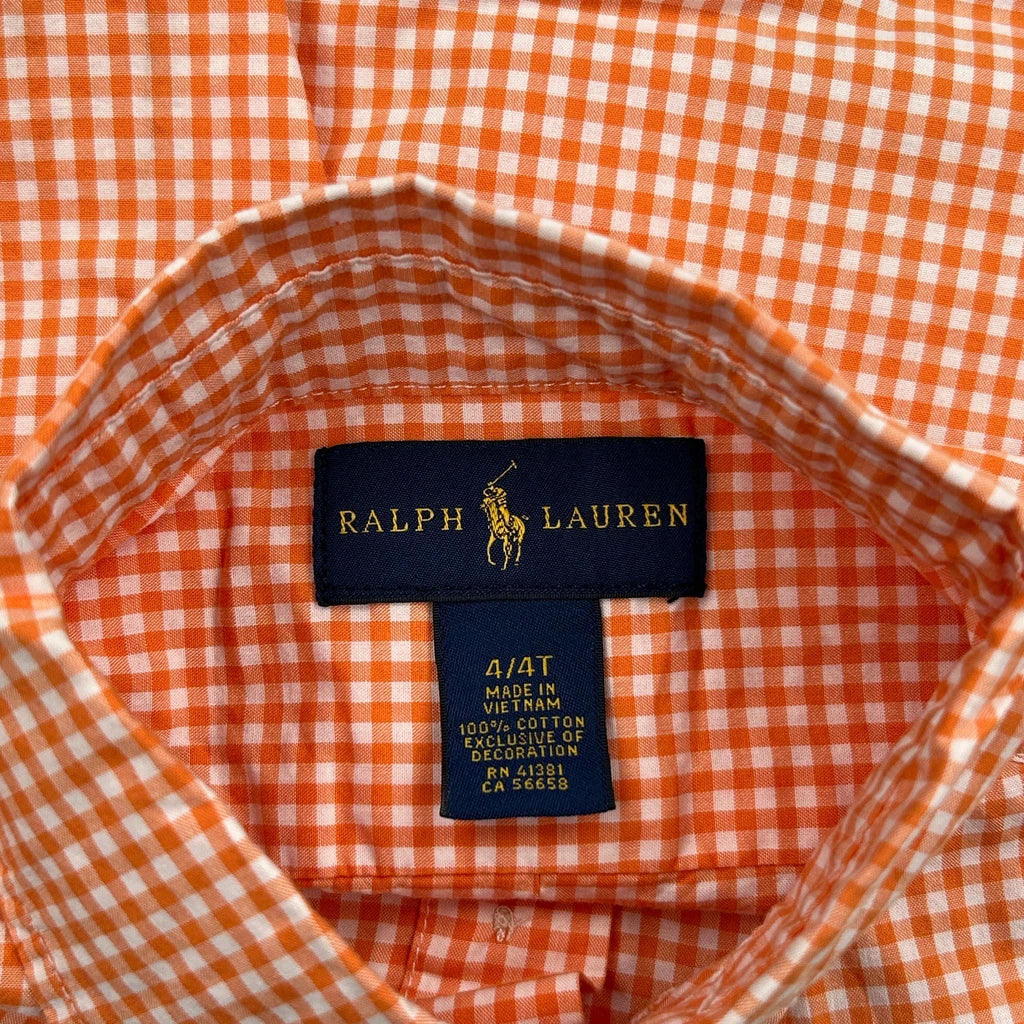 RALPH LAUREN
4/4T
MADE IN
VIETNAM
100% COTTON
EXCLUSIVE OF
DECORATION
RN 41381
CA 56658